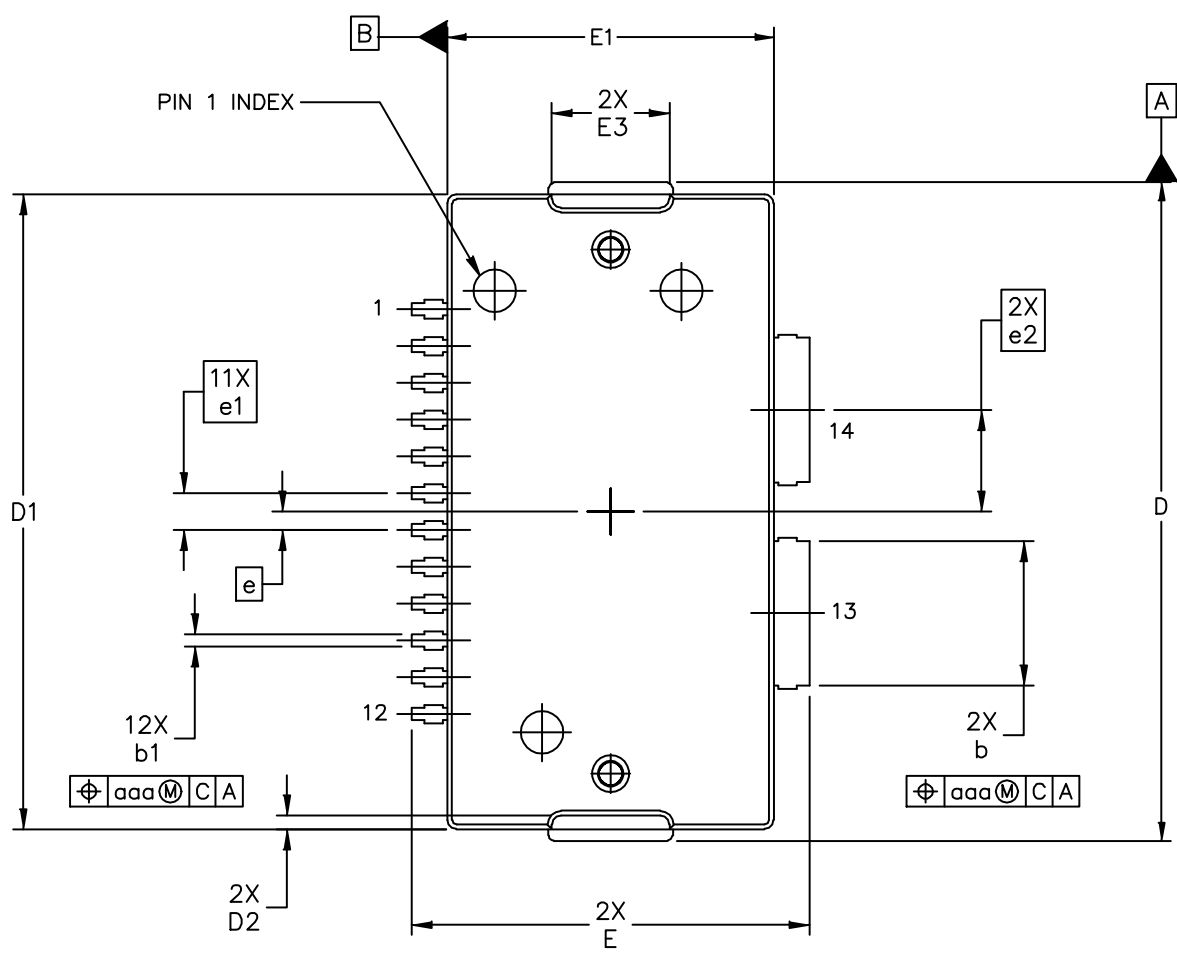 B
E1
PIN 1 INDEX
2X
E3
A
1
2X
e2
11X
e1
14
D1
D
e
13
12
12X
b1
2X
b
⌖ aaa Ⓜ C A
⌖ aaa Ⓜ C A
2X
D2
2X
E